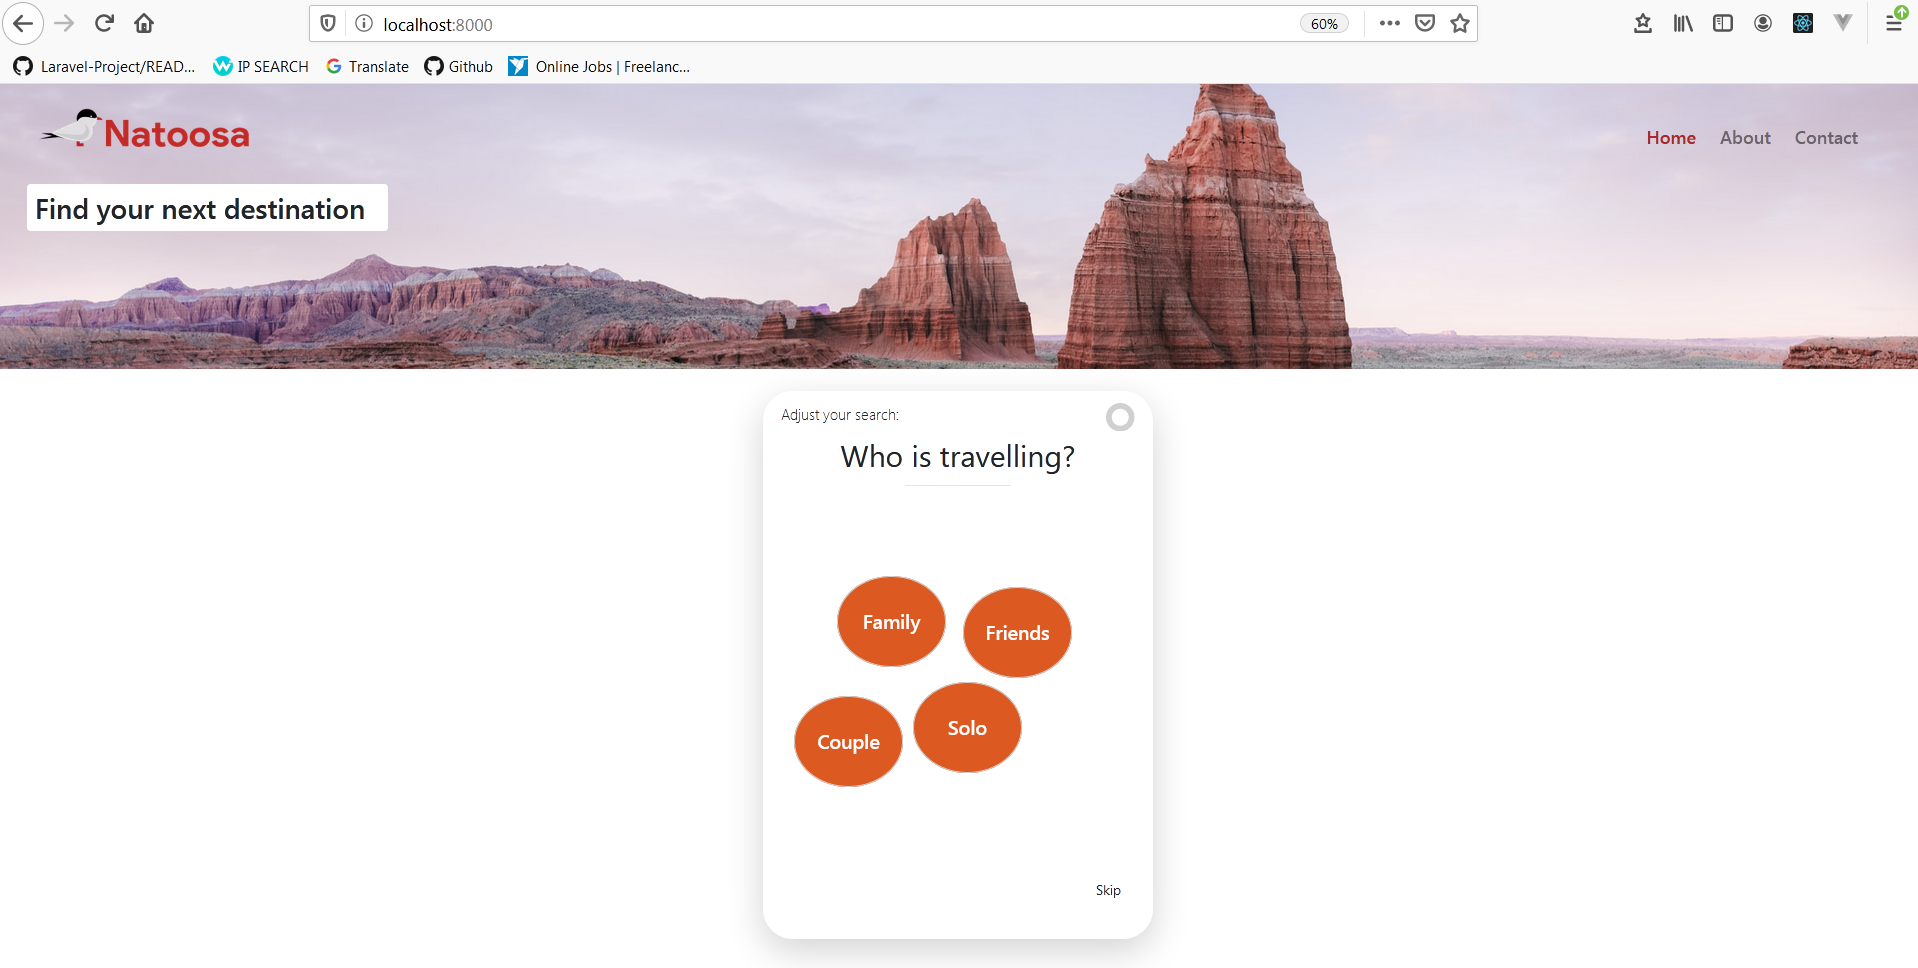 localhost:8000
60%
Laravel-Project/READ...
IP SEARCH
Translate
Github
Online Jobs | Freelanc...
Natoosa
Home
About
Contact
Find your next destination
Adjust your search:
Who is travelling?
Family
Friends
Couple
Solo
Skip